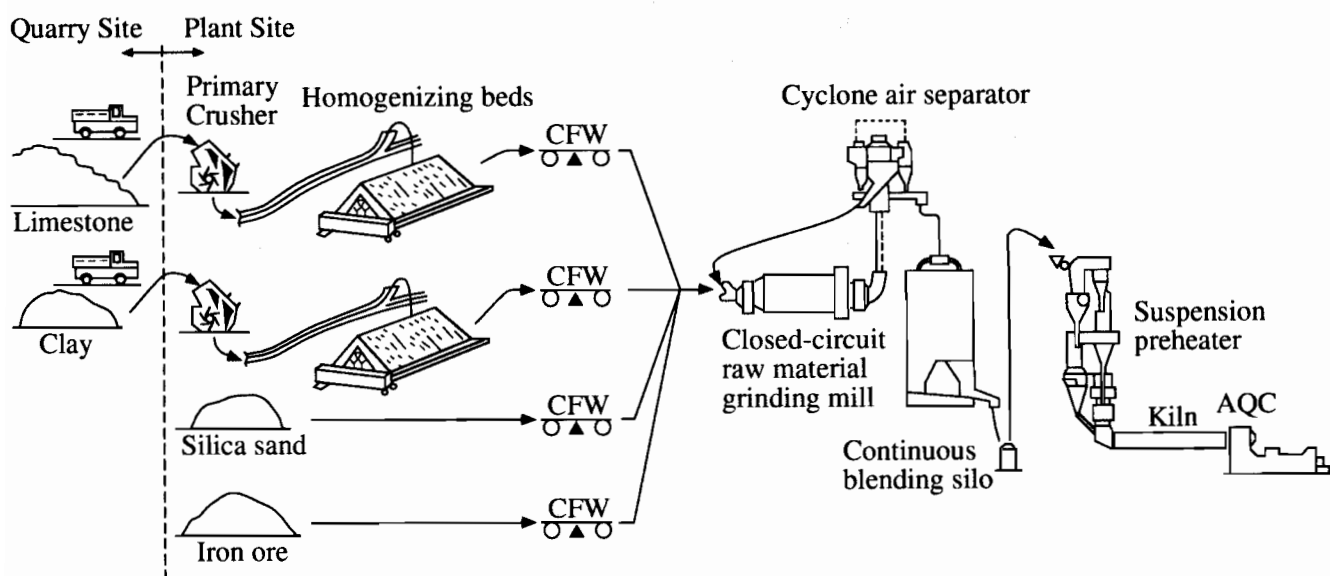 Quarry Site
Plant Site
Primary
Crusher
Homogenizing beds
Cyclone air separator
CFW
Limestone
CFW
Clay
Closed-circuit
raw material
grinding mill
Suspension
preheater
CFW
Silica sand
Kiln
AQC
Continuous
blending silo
CFW
Iron ore